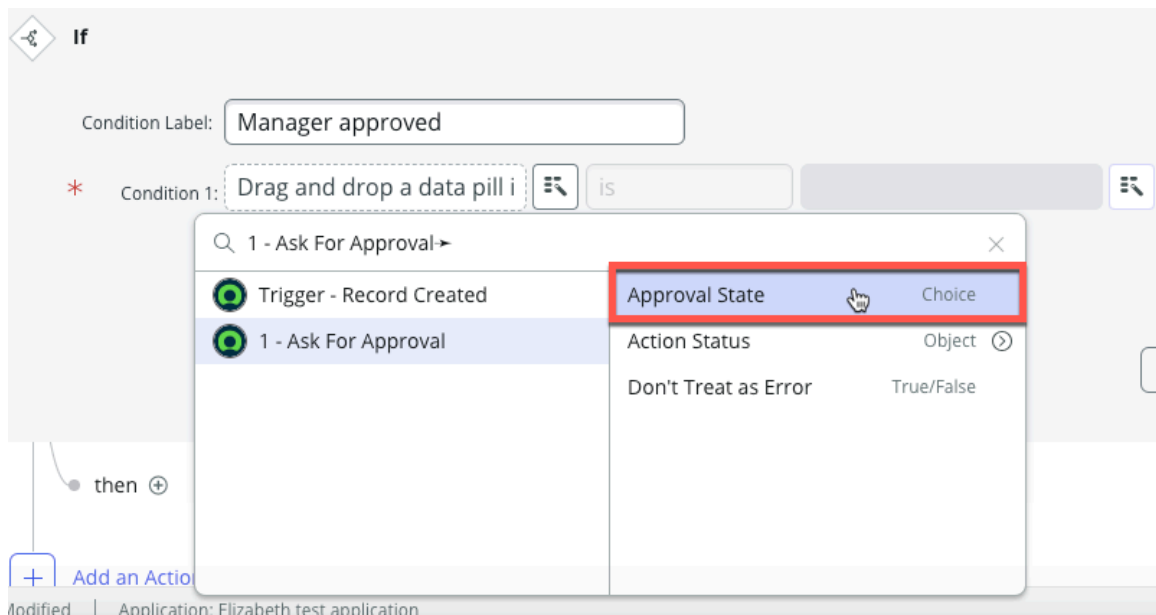 If
Condition Label: Manager approved
* Condition 1: Drag and drop a data pill i is
1 - Ask For Approval➛
Trigger - Record Created Approval State Choice
1 - Ask For Approval Action Status Object
Don't Treat as Error True/False
then
Add an Actio
Modified | Application: Elizabeth test application